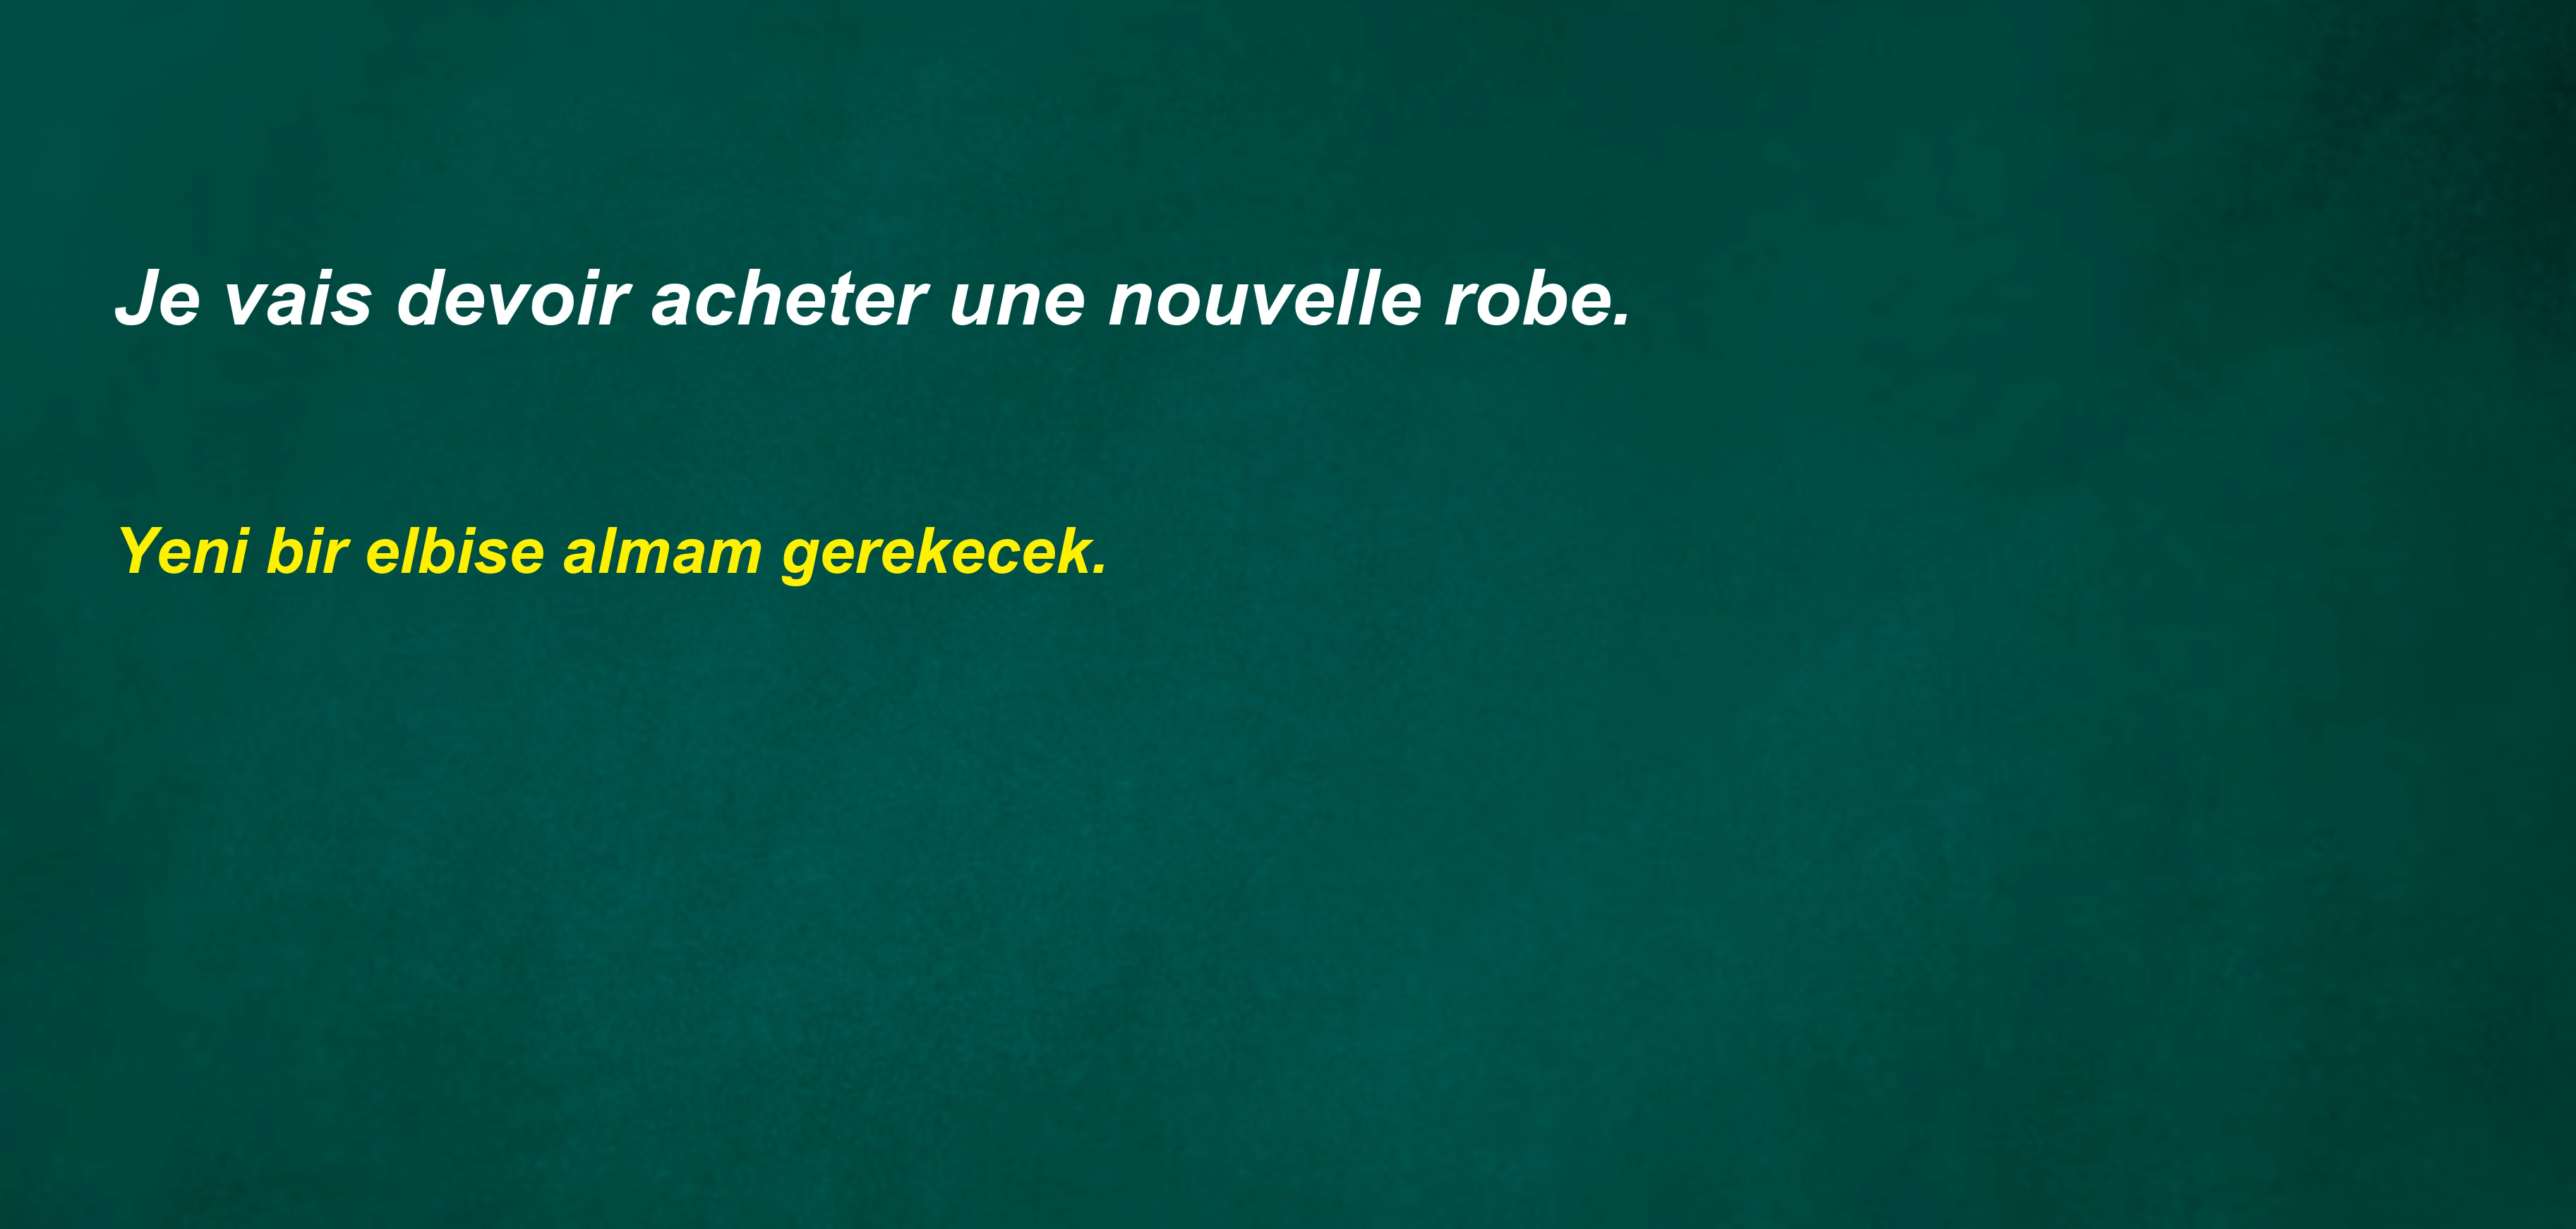 Je vais devoir acheter une nouvelle robe.
Yeni bir elbise almam gerekecek.